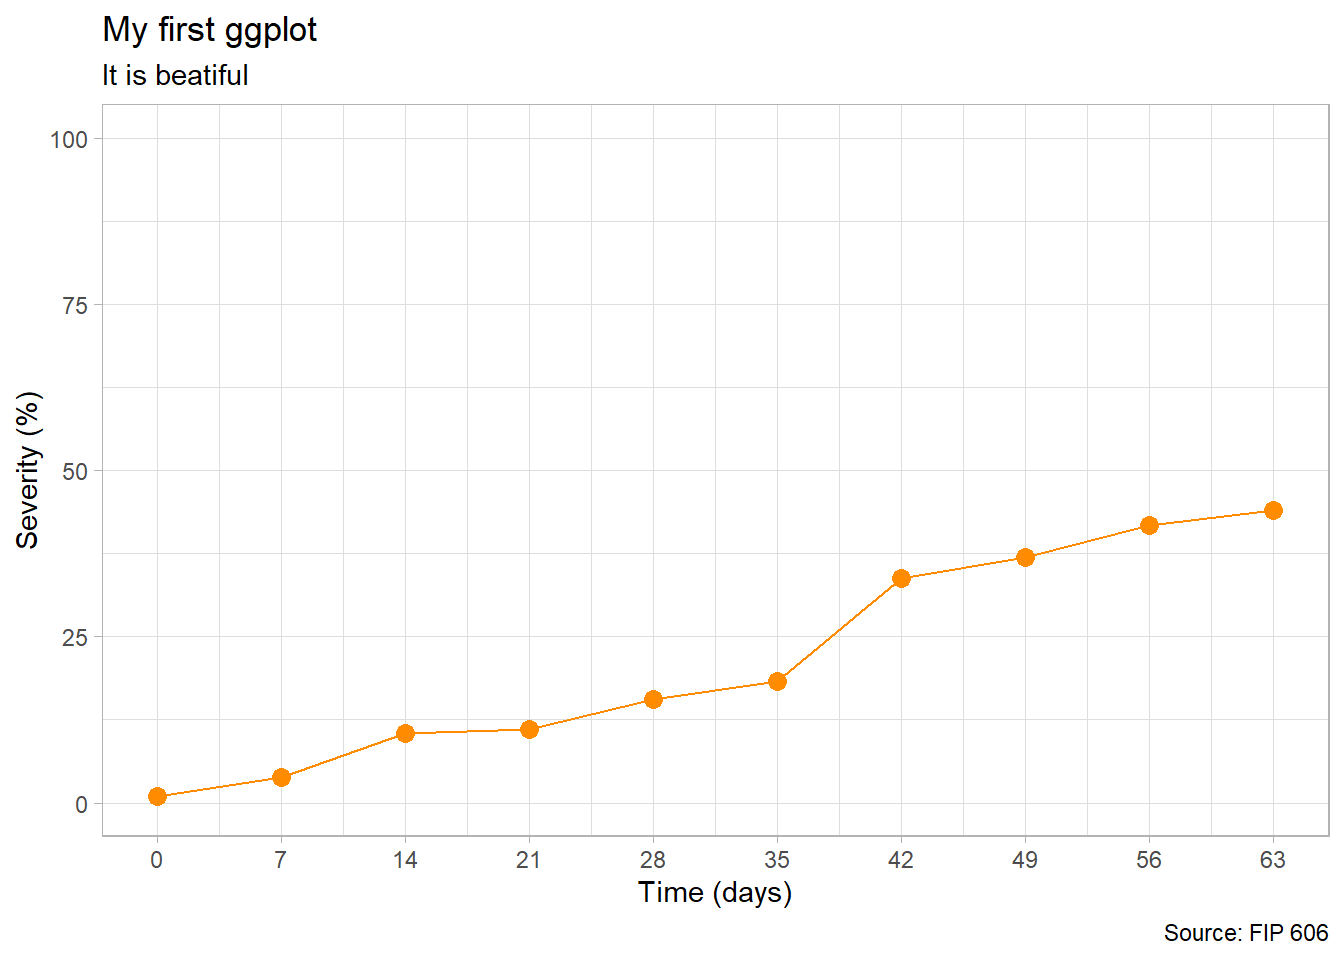 My first ggplot
It is beatiful
Severity (%)
100
75
50
25
0
0 7 14 21 28 35 42 49 56 63
Time (days)
Source: FIP 606